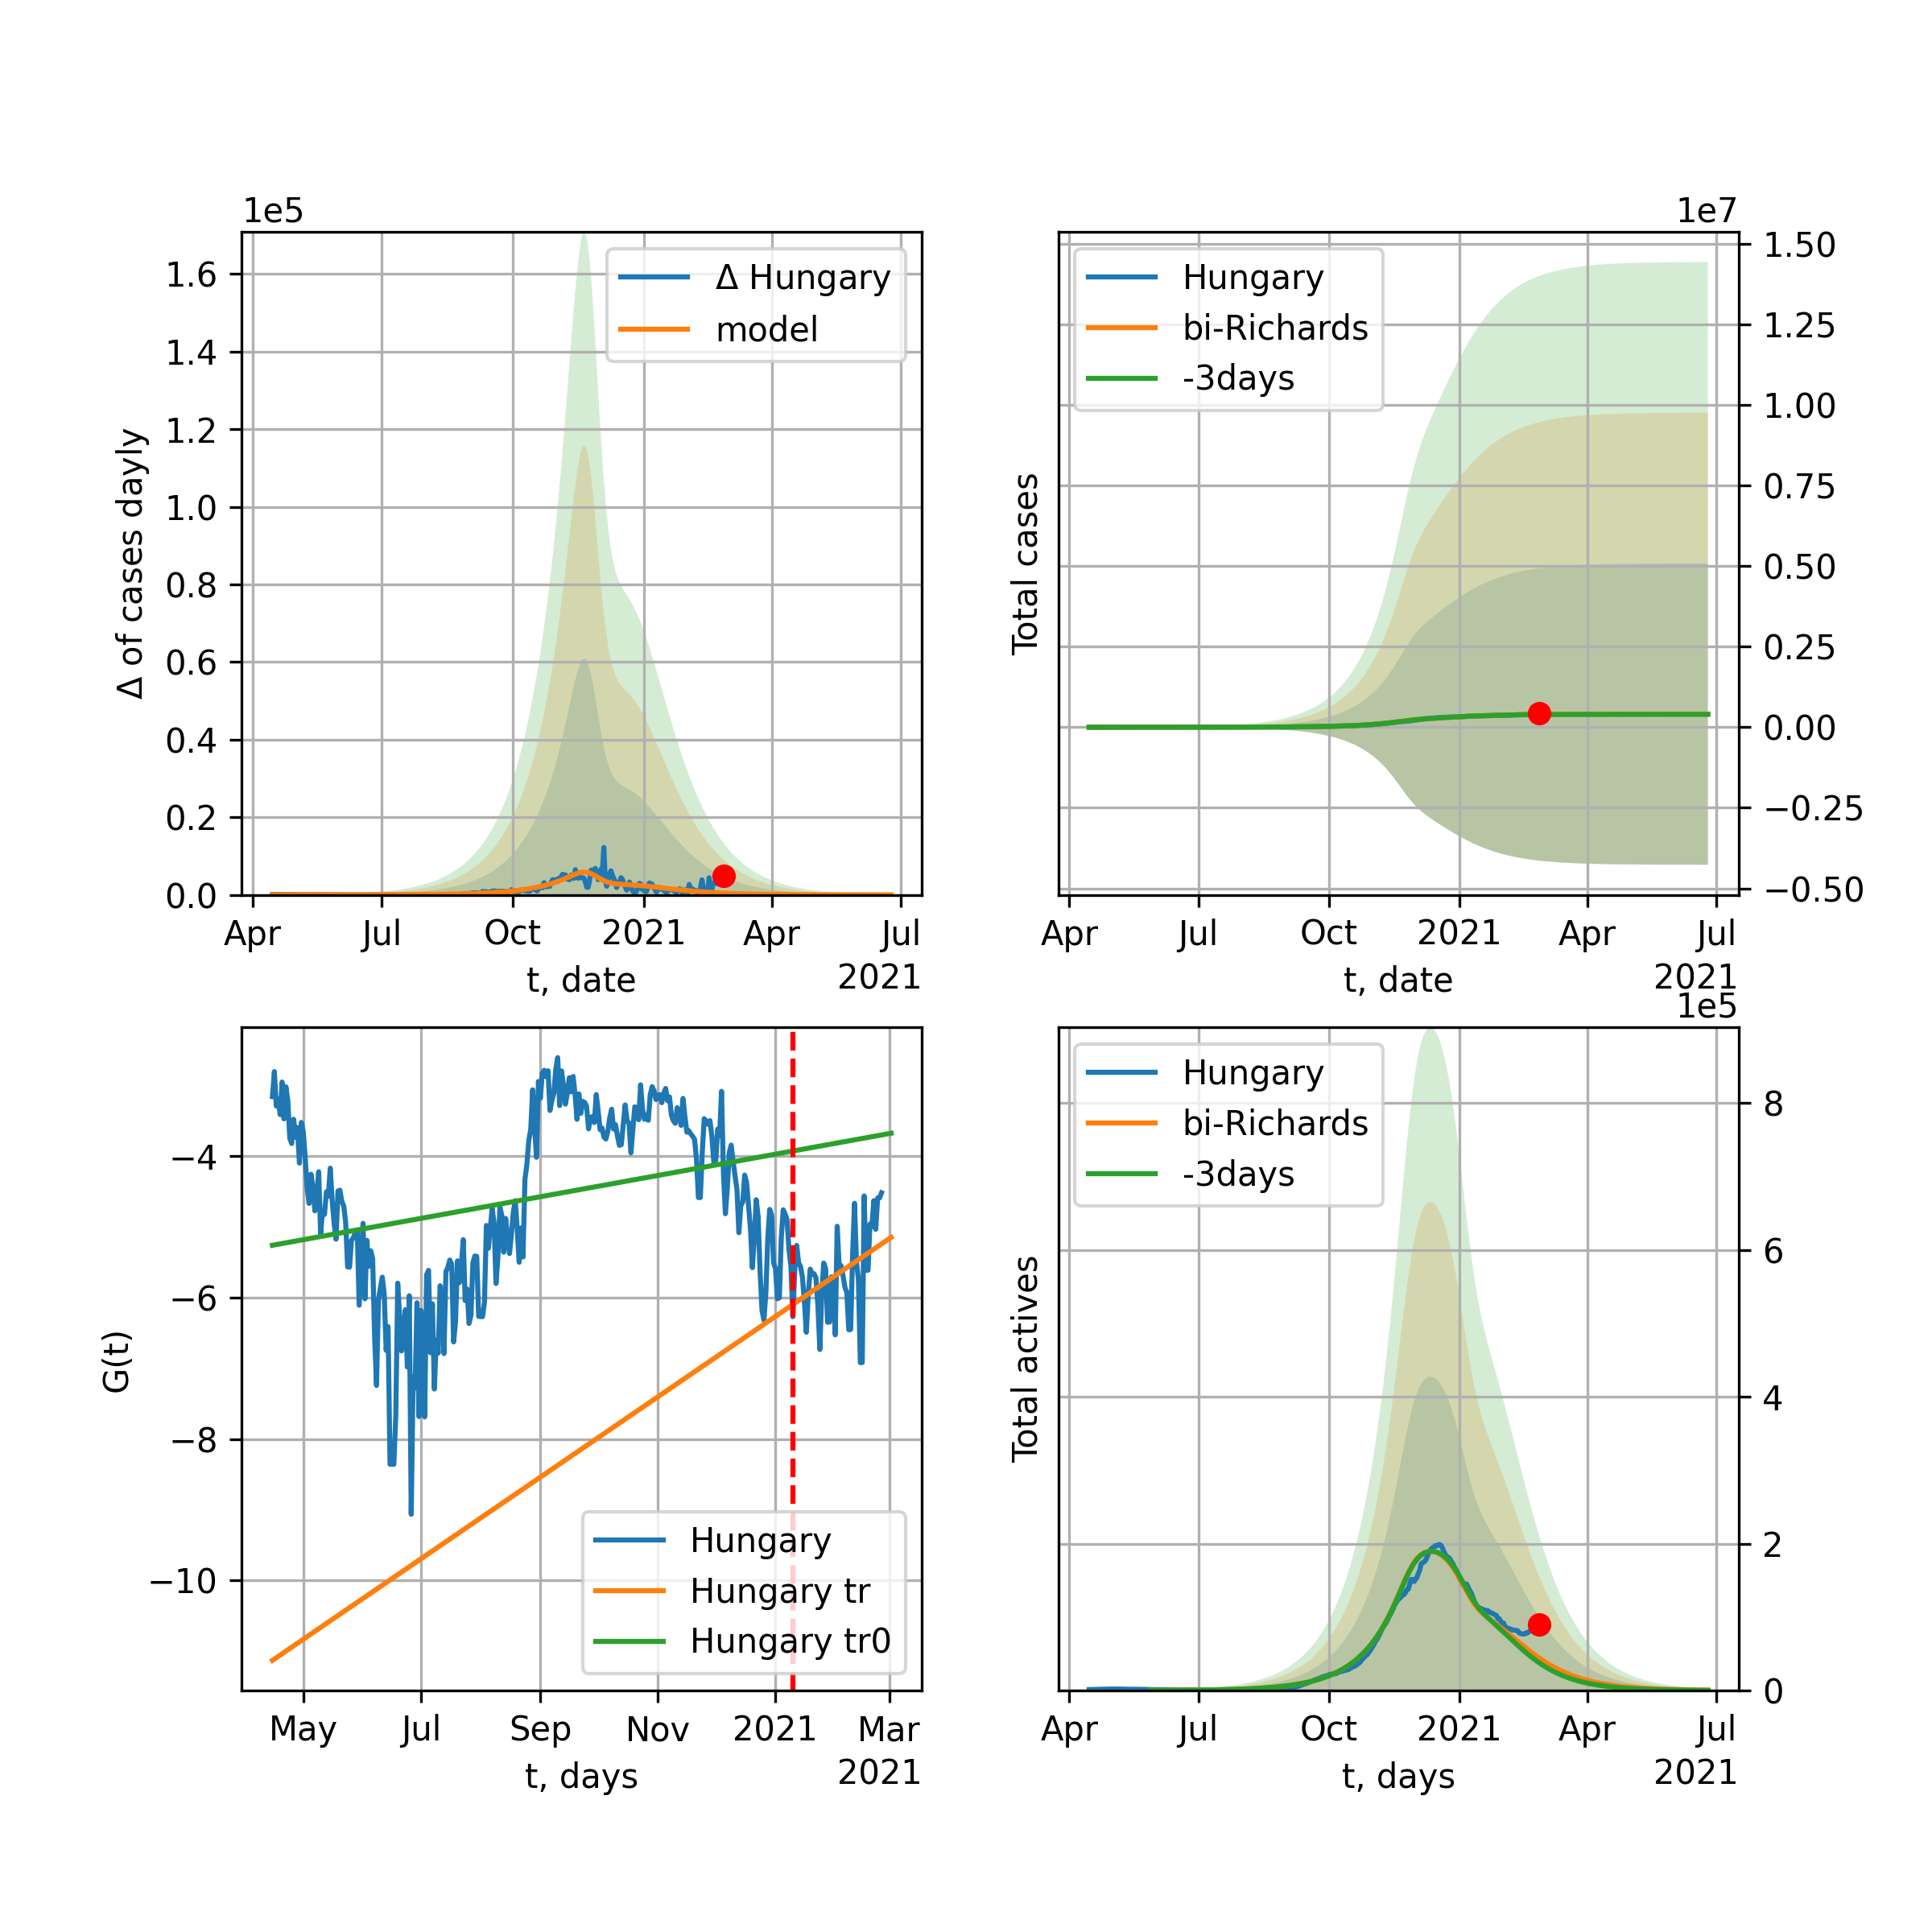 1e5
Δ Hungary
model
1.6
1.4
1.2
1.0
0.8
0.6
0.4
0.2
0.0
Δ of cases dayly
Apr
Jul
Oct
2021
Apr
Jul
t, date
2021
1e7
Hungary
bi-Richards
-3days
1.50
1.25
1.00
0.75
0.50
0.25
0.00
−0.25
−0.50
Total cases
Apr
Jul
Oct
2021
Apr
Jul
t, date
2021
−4
−6
−8
−10
G(t)
Hungary
Hungary tr
Hungary tr0
May
Jul
Sep
Nov
2021
Mar
t, days
2021
1e5
Hungary
bi-Richards
-3days
8
6
4
2
0
Total actives
Apr
Jul
Oct
2021
Apr
Jul
t, days
2021